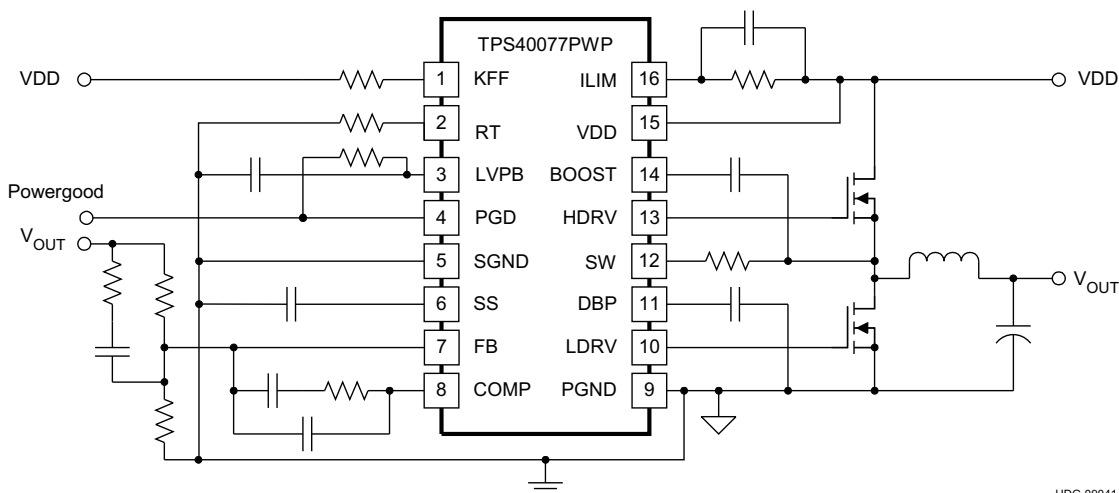 TPS40077PWP
VDD
1
KFF
ILIM
16
VDD
2
RT
VDD
15
3
LVPB
BOOST
14
Powergood
4
PGD
HDRV
13
VOUT
5
SGND
SW
12
VOUT
6
SS
DBP
11
7
FB
LDRV
10
8
COMP
PGND
9